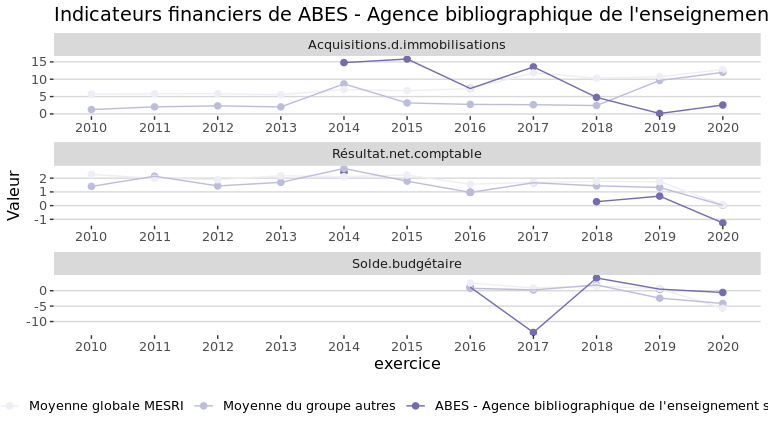 Indicateurs financiers de ABES - Agence bibliographique de l'enseignemen
Acquisitions.d.immobilisations
15
10
5
0
2010 2011 2012 2013 2014 2015 2016 2017 2018 2019 2020
Résultat.net.comptable
2
1
0
-1
2010 2011 2012 2013 2014 2015 2016 2017 2018 2019 2020
Valeur
Solde.budgétaire
0
-5
-10
2010 2011 2012 2013 2014 2015 2016 2017 2018 2019 2020
exercice
Moyenne globale MESRI Moyenne du groupe autres ABES - Agence bibliographique de l'enseignement s